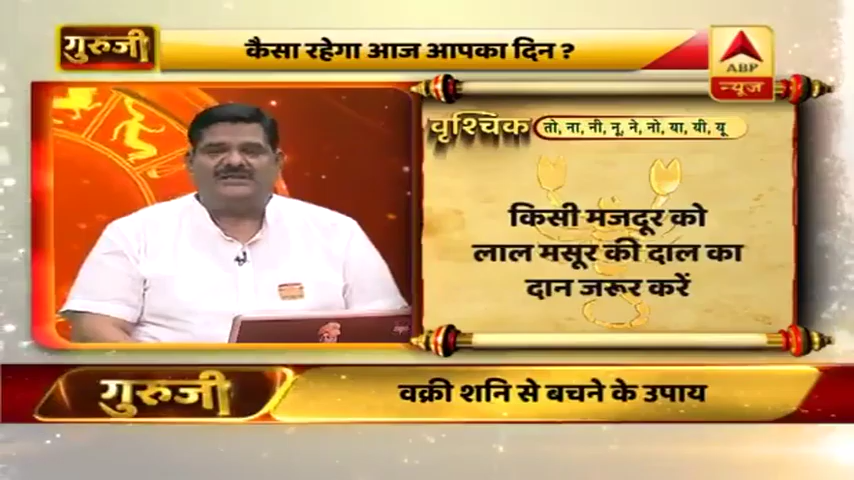 गुरुजी
कैसा रहेगा आज आपका दिन ?
ABP
न्यूज़
वृश्चिक
तो, ना, नी, नू, ने, नो, या, यी, यू
किसी मजदूर को
लाल मसूर की दाल का
दान जरूर करें
गुरुजी
वक्री शनि से बचने के उपाय